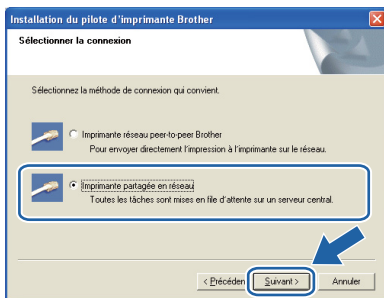 Installation du pilote d'imprimante Brother
Sélectionner la connexion
Sélectionnez la méthode de connexion qui convient.
Imprimante réseau peer-to-peer Brother
Pour envoyer directement l'impression à l'imprimante sur le réseau.
Imprimante partagée en réseau
Toutes les tâches sont mises en file d'attente sur un serveur central.
< Précéden Suivant > Annuler